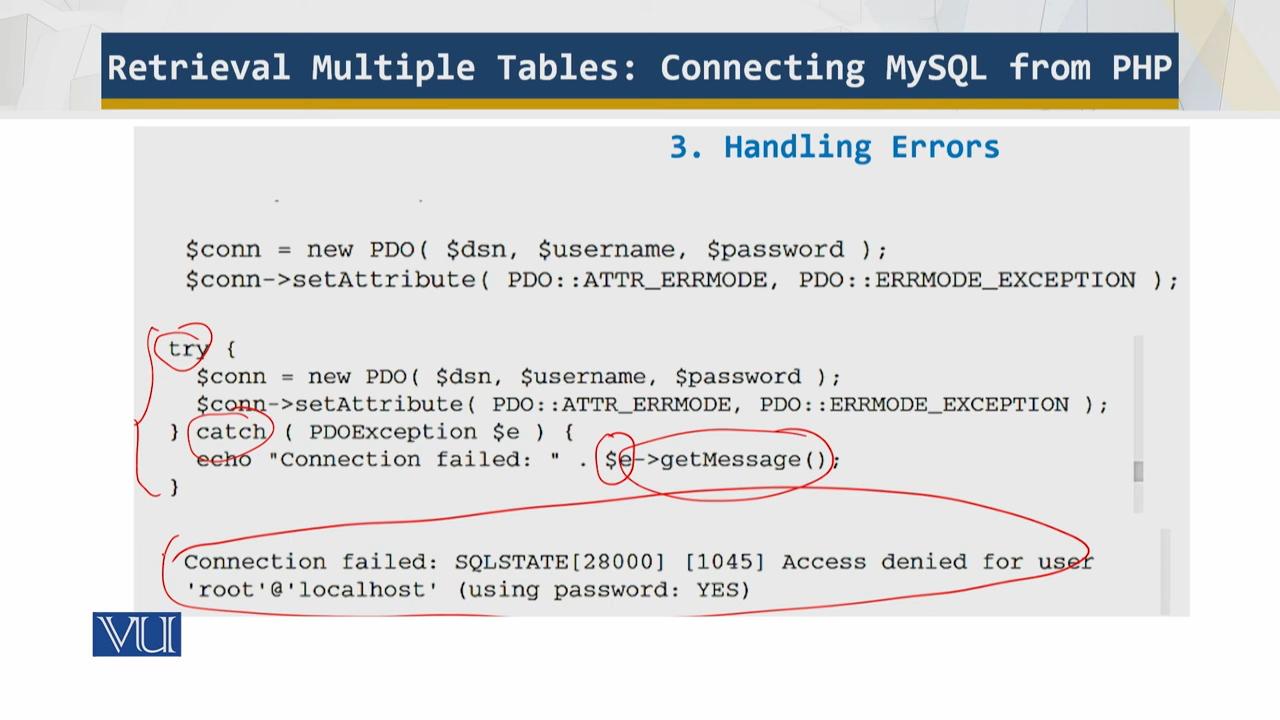 Retrieval Multiple Tables: Connecting MySQL from PHP
3. Handling Errors
$conn = new PDO( $dsn, $username, $password );
$conn->setAttribute( PDO::ATTR_ERRMODE, PDO::ERRMODE_EXCEPTION );
try {
$conn = new PDO( $dsn, $username, $password );
$conn->setAttribute( PDO::ATTR_ERRMODE, PDO::ERRMODE_EXCEPTION );
} catch ( PDOException $e ) {
echo "Connection failed: " . $e->getMessage();
}
Connection failed: SQLSTATE[28000] [1045] Access denied for user
'root'@'localhost' (using password: YES)
VU